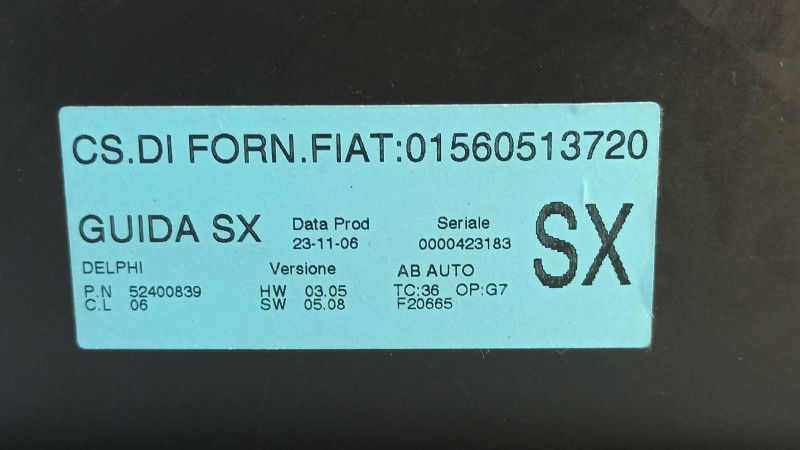 CS.DI FORN.FIAT:01560513720
GUIDA SX
Data Prod
23-11-06
Seriale
0000423183
SX
DELPHI
P.N 52400839
C.L 06
Versione
HW 03.05
SW 05.08
AB AUTO
TC:36 OP:G7
F20665